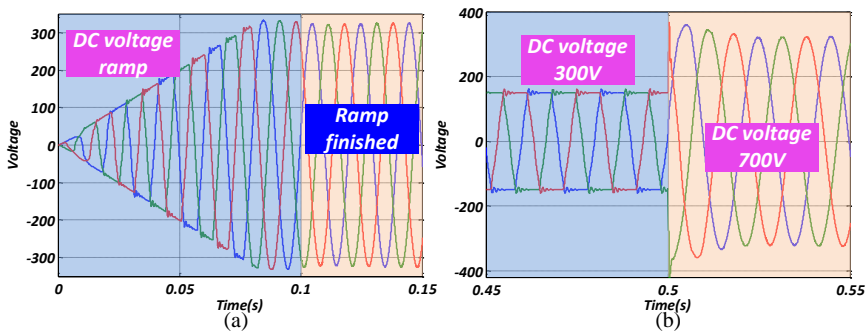 300
200
100
0
-100
-200
-300
Voltage
DC voltage
ramp
Ramp
finished
0
0.05
0.1
0.15
Time(s)
(a)
400
200
0
-200
-400
Voltage
DC voltage
300V
DC voltage
700V
0.45
0.5
0.55
Time(s)
(b)